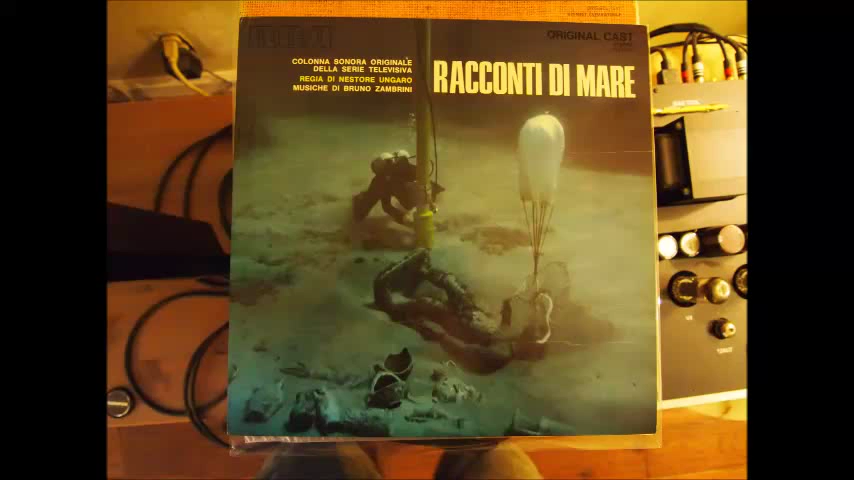 ORIGINAL CAST
COLONNA SONORA ORIGINALE
DELLA SERIE TELEVISIVA
REGIA DI NESTORE UNGARO
MUSICHE DI BRUNO ZAMBRINI
RACCONTI DI MARE